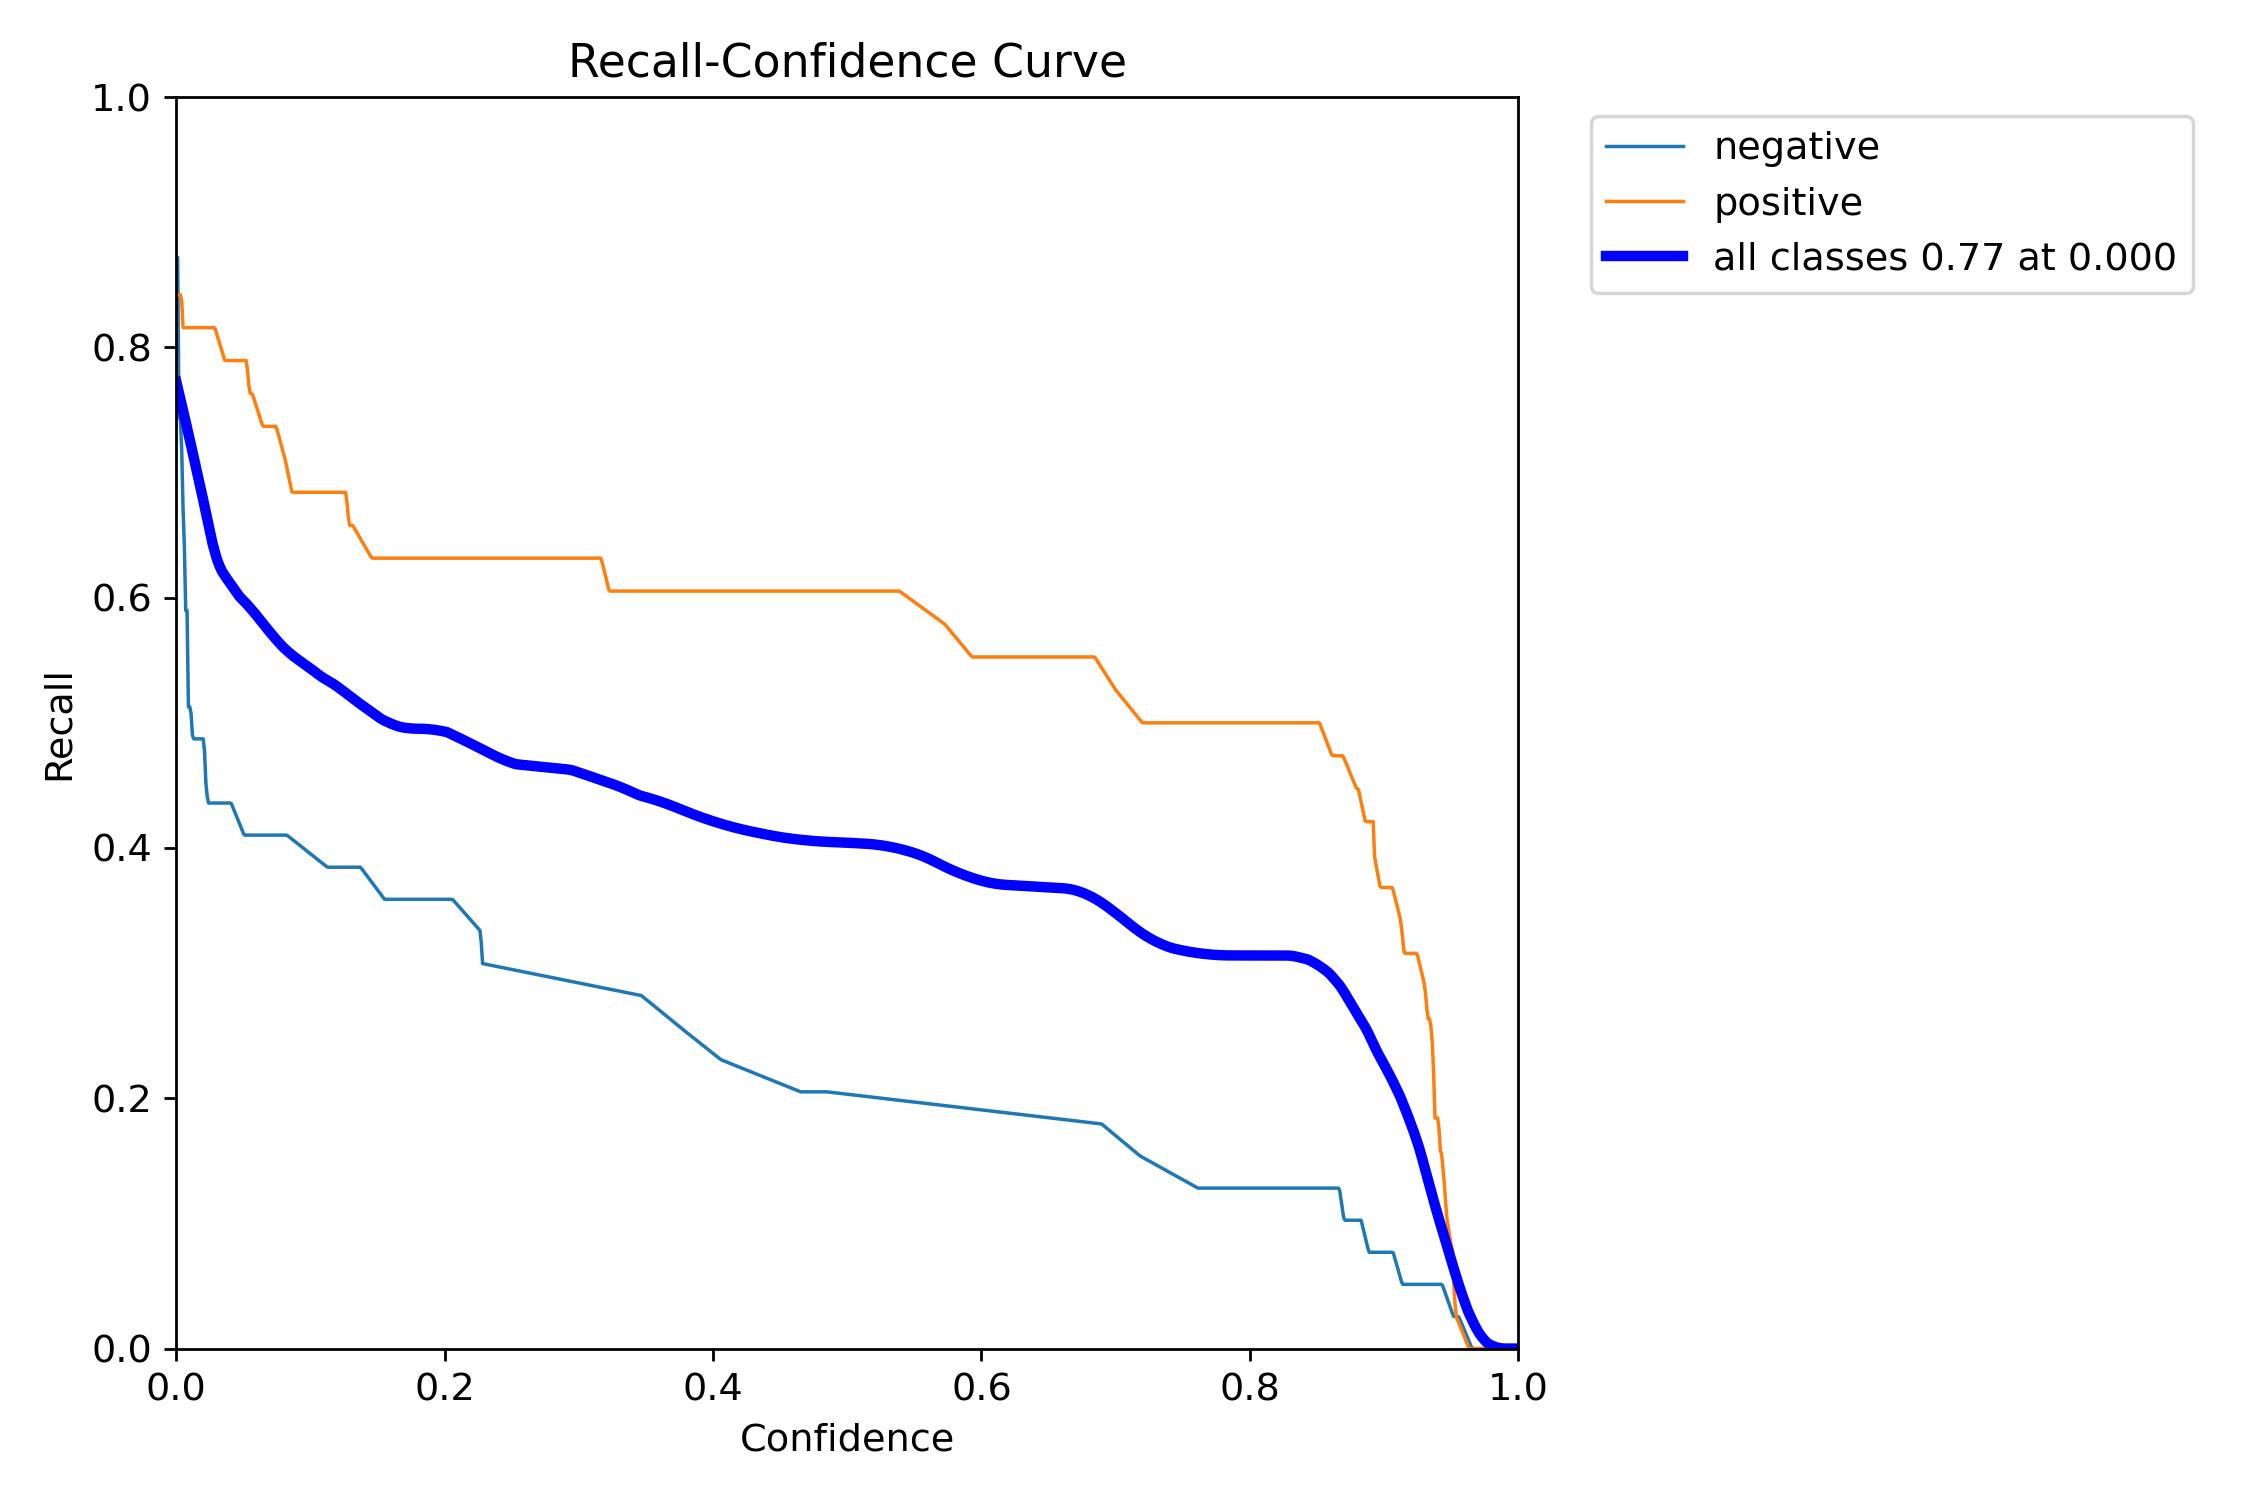 Recall-Confidence Curve
1.0
0.8
0.6
0.4
0.2
0.0
Recall
0.0 0.2 0.4 0.6 0.8 1.0
Confidence
negative
positive
all classes 0.77 at 0.000